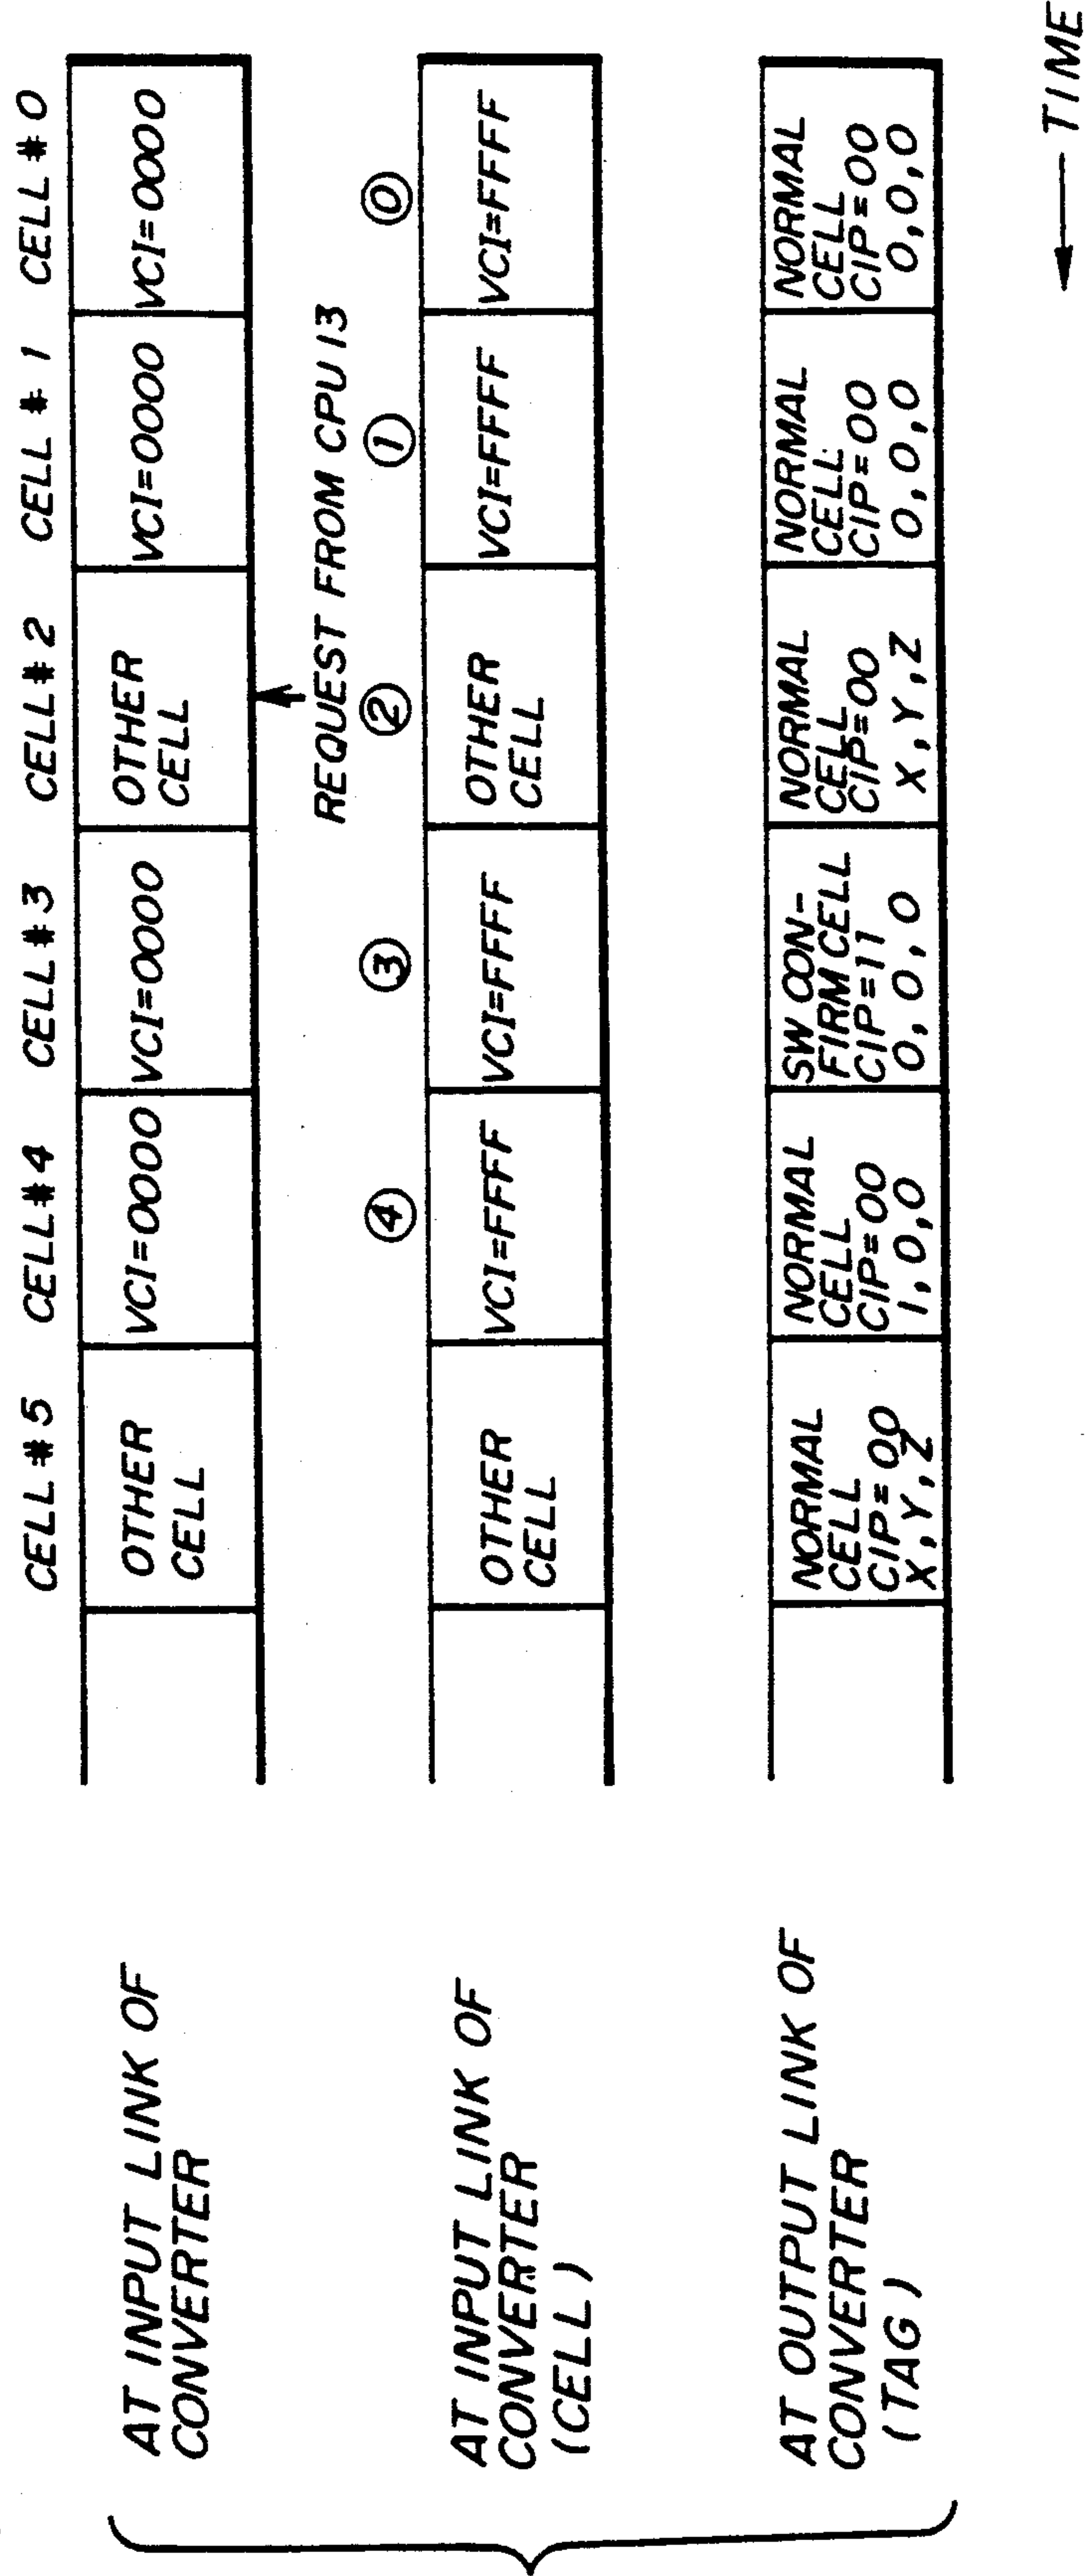 CELL #5 CELL #4 CELL #3 CELL #2 CELL #1 CELL #0
AT INPUT LINK OF
CONVERTER
OTHER
CELL
VCI=0000
VCI=0000
OTHER
CELL
VCI=0000
VCI=0000
REQUEST FROM CPU 13
④ ③ ② ① ⓪
AT INPUT LINK OF
CONVERTER
(CELL)
OTHER
CELL
VCI=FFFF
VCI=FFFF
OTHER
CELL
VCI=FFFF
VCI=FFFF
AT OUTPUT LINK OF
CONVERTER
(TAG)
NORMAL
CELL
CIP=00
X,Y,Z
NORMAL
CELL
CIP=00
1,0,0
SW CON-
FIRM CELL
CIP=11
0,0,0
NORMAL
CELL
CIP=00
X,Y,Z
NORMAL
CELL
CIP=00
0,0,0
NORMAL
CELL
CIP=00
0,0,0
TIME